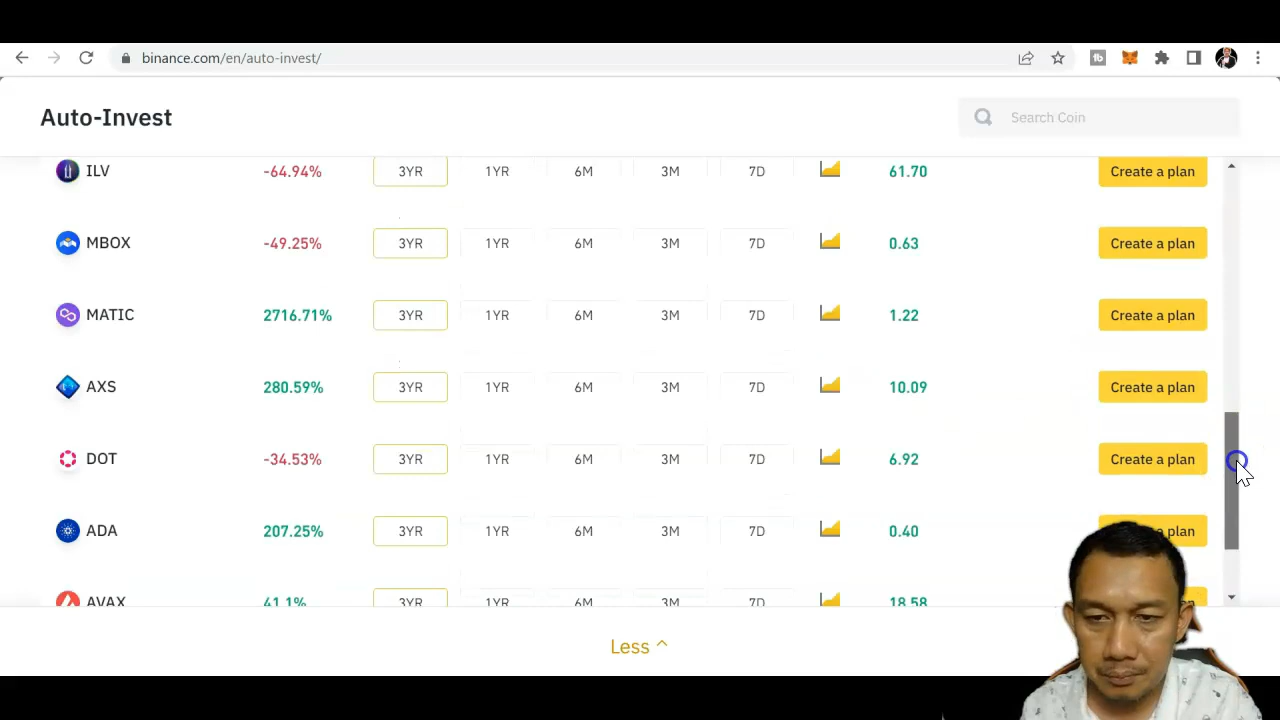 binance.com/en/auto-invest/
Auto-Invest
Search Coin
ILV -64.94% 3YR 1YR 6M 3M 7D 61.70 Create a plan
MBOX -49.25% 3YR 1YR 6M 3M 7D 0.63 Create a plan
MATIC 2716.71% 3YR 1YR 6M 3M 7D 1.22 Create a plan
AXS 280.59% 3YR 1YR 6M 3M 7D 10.09 Create a plan
DOT -34.53% 3YR 1YR 6M 3M 7D 6.92 Create a plan
ADA 207.25% 3YR 1YR 6M 3M 7D 0.40 plan
AVAX 41.1% 3YR 1YR 6M 3M 7D 18.58
Less